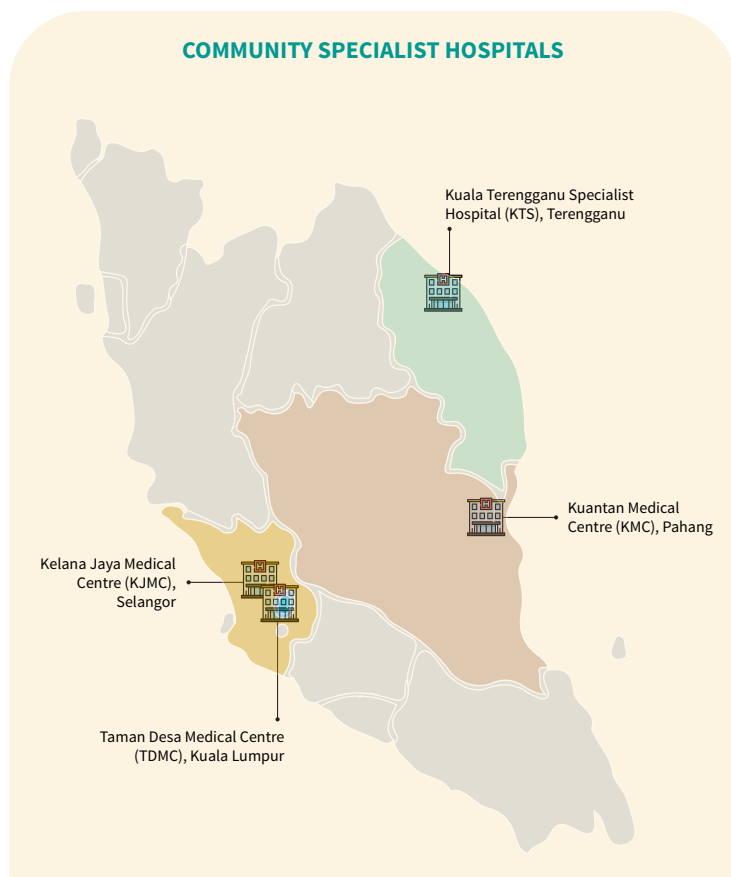 COMMUNITY SPECIALIST HOSPITALS
Kuala Terengganu Specialist
Hospital (KTS), Terengganu
Kuantan Medical
Centre (KMC), Pahang
Kelana Jaya Medical
Centre (KJMC),
Selangor
Taman Desa Medical Centre
(TDMC), Kuala Lumpur
H
H
H
H